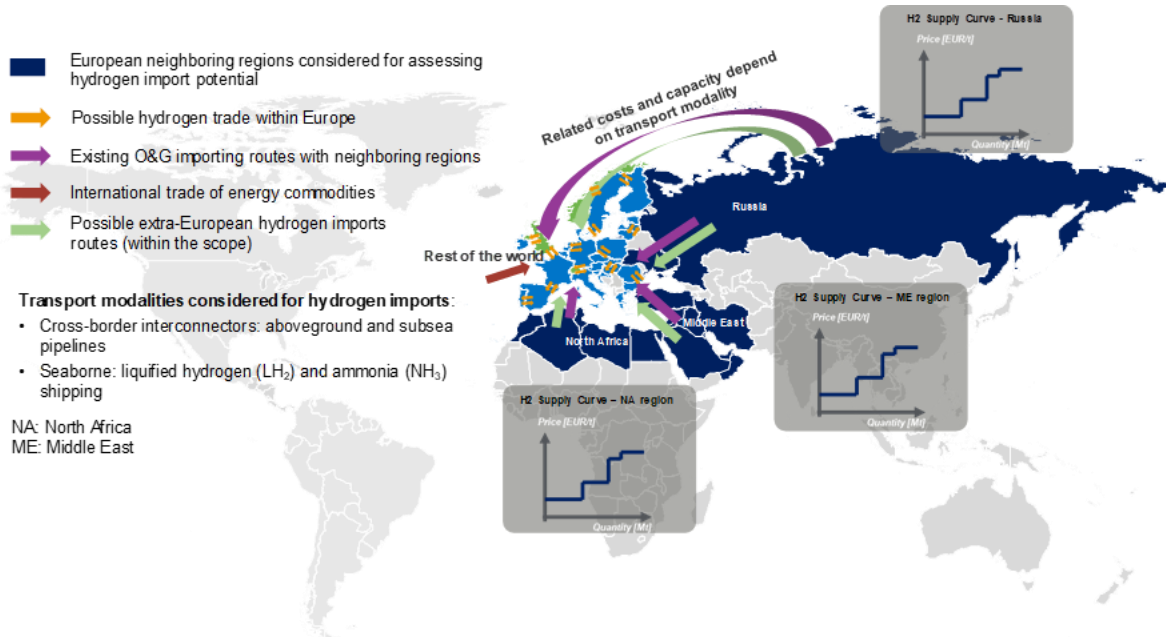 European neighboring regions considered for assessing
hydrogen import potential
Possible hydrogen trade within Europe
Existing O&G importing routes with neighboring regions
International trade of energy commodities
Possible extra-European hydrogen imports
routes (within the scope)
Transport modalities considered for hydrogen imports:
• Cross-border interconnectors: aboveground and subsea
pipelines
• Seaborne: liquified hydrogen (LH₂) and ammonia (NH₃)
shipping
NA: North Africa
ME: Middle East
Related costs and capacity depend
on transport modality
Rest of the world
Russia
Middle East
North Africa
H2 Supply Curve - Russia
Price [EUR/t]
Quantity [Mt]
H2 Supply Curve – ME region
Price [EUR/t]
Quantity [Mt]
H2 Supply Curve – NA region
Price [EUR/t]
Quantity [Mt]